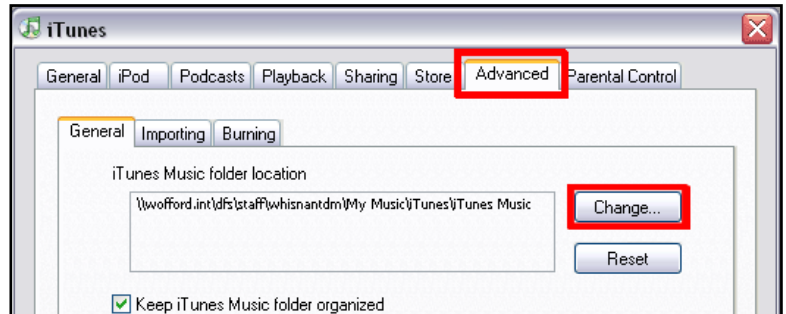 iTunes
General iPod Podcasts Playback Sharing Store Advanced Parental Control
General Importing Burning
iTunes Music folder location
\\wofford.int\dfs\staff\whisnantdm\My Music\iTunes\iTunes Music
Change...
Reset
Keep iTunes Music folder organized